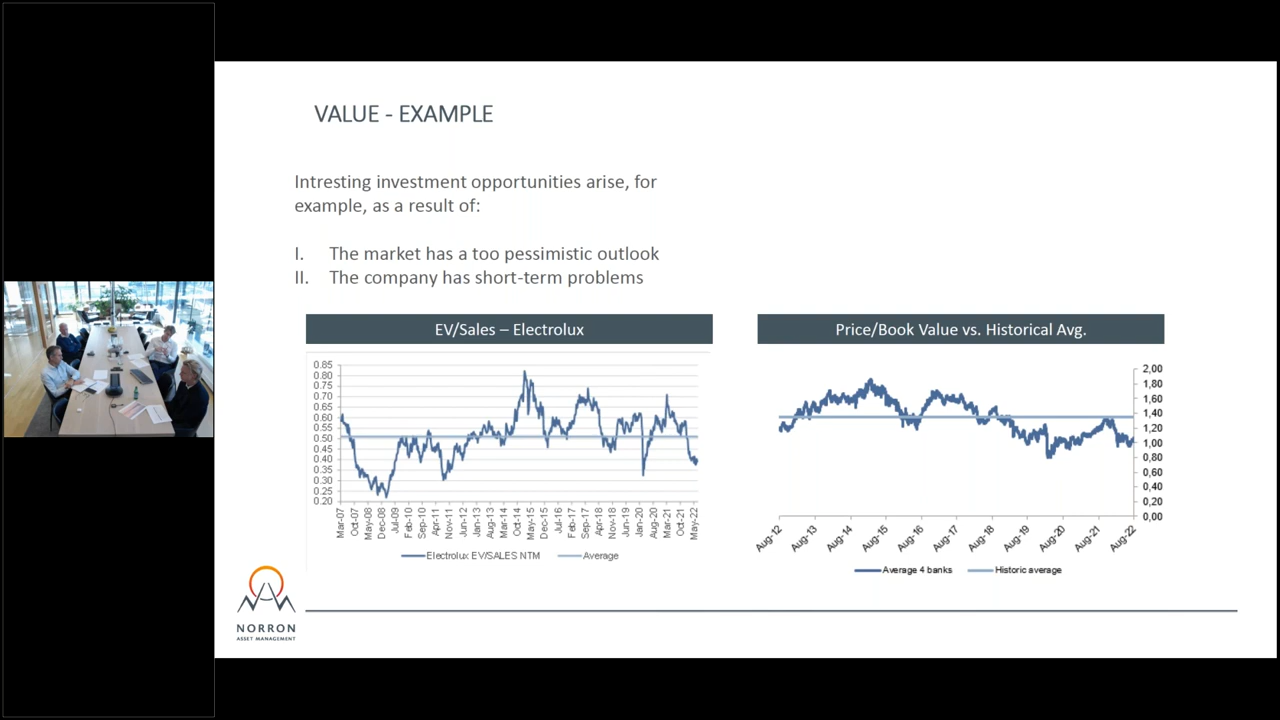 VALUE - EXAMPLE
Intresting investment opportunities arise, for
example, as a result of:
I. The market has a too pessimistic outlook
II. The company has short-term problems
EV/Sales – Electrolux
0.85
0.80
0.75
0.70
0.65
0.60
0.55
0.50
0.45
0.40
0.35
0.30
0.25
0.20
Mar-07
Oct-07
May-08
Dec-08
Jul-09
Feb-10
Sep-10
Apr-11
Nov-11
Jun-12
Jan-13
Aug-13
Mar-14
Oct-14
May-15
Dec-15
Jul-16
Feb-17
Sep-17
Apr-18
Nov-18
Jun-19
Jan-20
Aug-20
Mar-21
Oct-21
May-22
Electrolux EV/SALES NTM
Average
Price/Book Value vs. Historical Avg.
2,00
1,80
1,60
1,40
1,20
1,00
0,80
0,60
0,40
0,20
0,00
Aug-12
Aug-13
Aug-14
Aug-15
Aug-16
Aug-17
Aug-18
Aug-19
Aug-20
Aug-21
Aug-22
Average 4 banks
Historic average
NORRON
ASSET MANAGEMENT